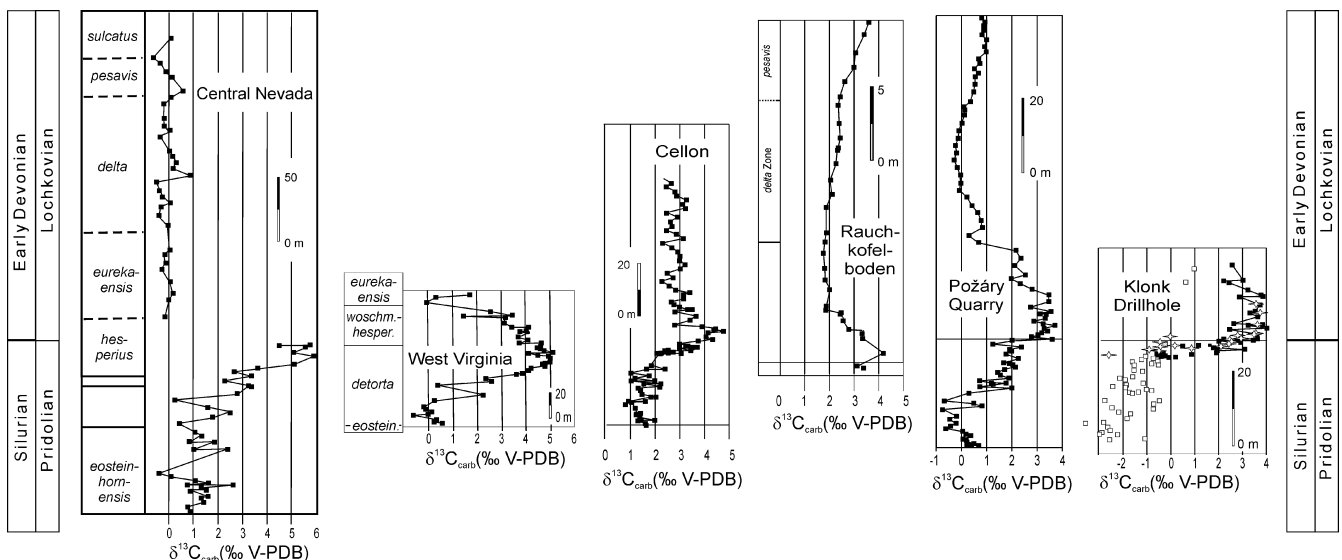 Early Devonian
Lochkovian
Silurian
Pridolian
sulcatus
pesavis
delta
eureka-
ensis
hes-
perius
eostein-
horn-
ensis
Central Nevada
50
0 m
0 1 2 3 4 5 6
δ13Ccarb(‰ V-PDB)
eureka-
ensis
woschm.-
hesper.
detorta
eostein.
West Virginia
20
0 m
0 1 2 3 4 5 6
δ13Ccarb(‰ V-PDB)
Cellon
20
0 m
0 1 2 3 4 5
δ13Ccarb(‰ V-PDB)
pesavis
delta Zone
5
0 m
Rauch-
kofel-
boden
0 1 2 3 4 5
δ13Ccarb(‰ V-PDB)
20
0 m
Požáry
Quarry
-1 0 1 2 3 4
δ13Ccarb(‰ V-PDB)
Klonk
Drillhole
20
0 m
-2 -1 0 1 2 3 4
δ13Ccarb(‰ V-PDB)
Early Devonian
Lochkovian
Silurian
Pridolian